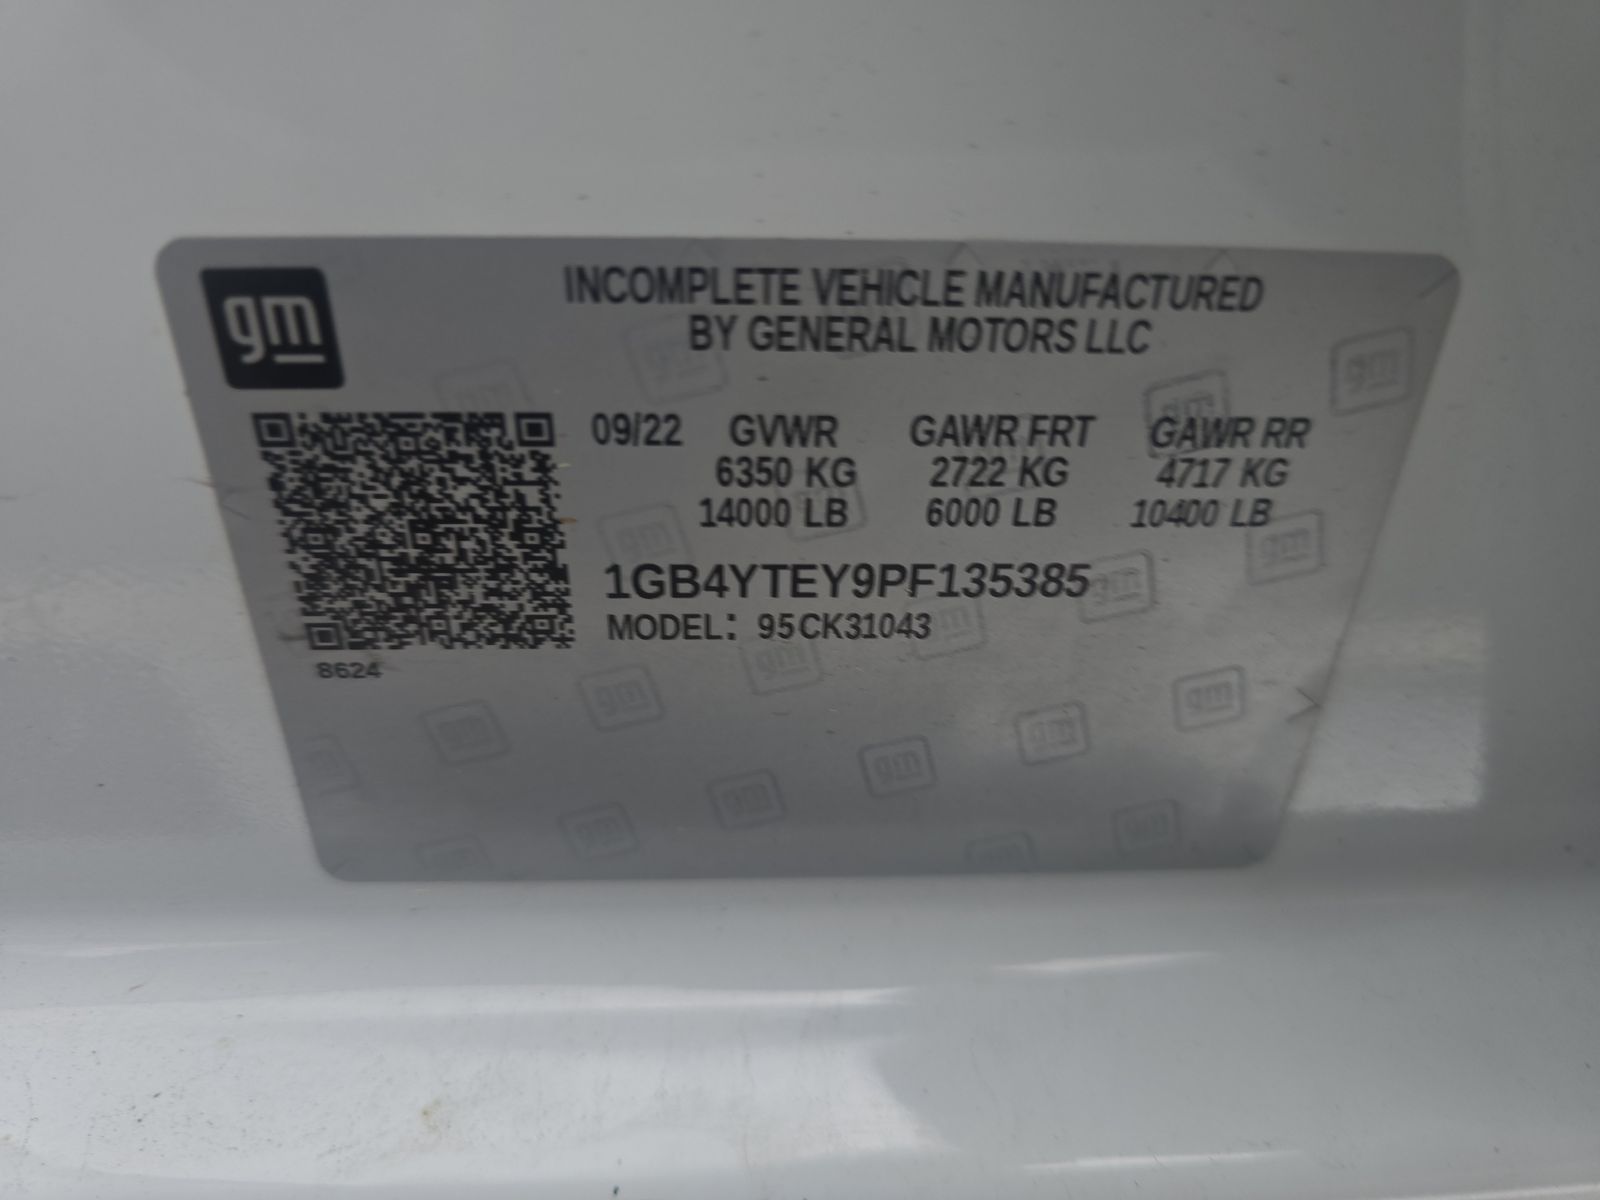 gm
INCOMPLETE VEHICLE MANUFACTURED
BY GENERAL MOTORS LLC
09/22 GVWR GAWR FRT GAWR RR
6350 KG 2722 KG 4717 KG
14000 LB 6000 LB 10400 LB
1GB4YTEY9PF135385
MODEL: 95CK31043
8624